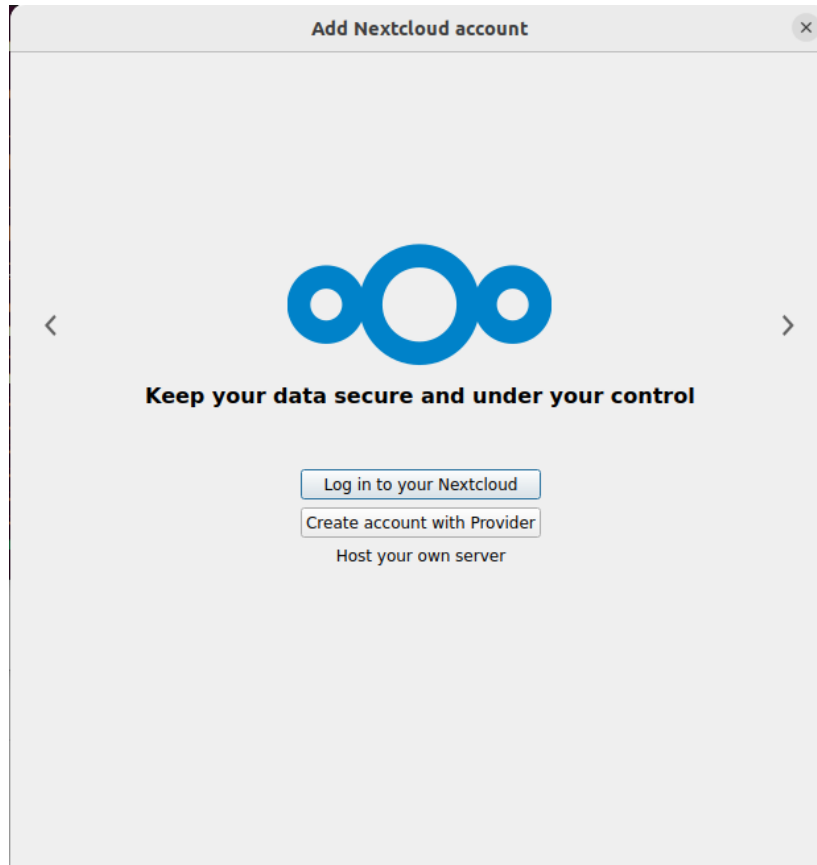 Add Nextcloud account
Keep your data secure and under your control
Log in to your Nextcloud
Create account with Provider
Host your own server